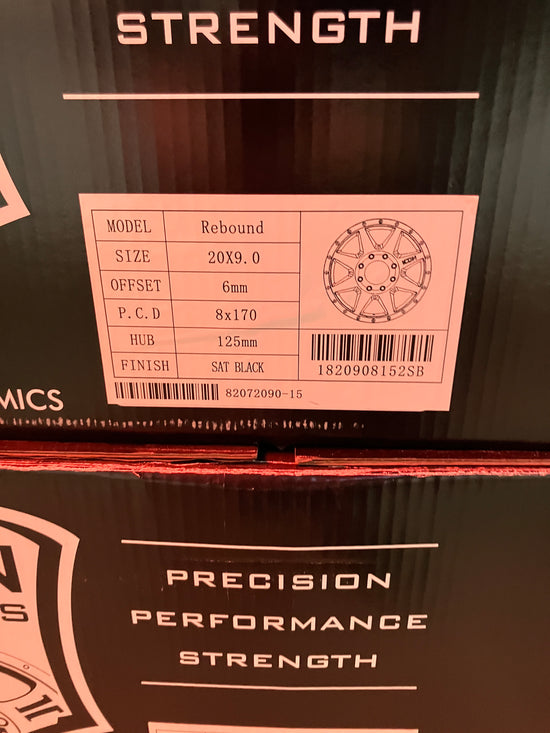 STRENGTH
MODEL Rebound
SIZE 20X9.0
OFFSET 6mm
P.C.D 8x170
HUB 125mm
FINISH SAT BLACK
ICON
1820908152SB
82072090-15
MICS
N
S
PRECISION
PERFORMANCE
STRENGTH